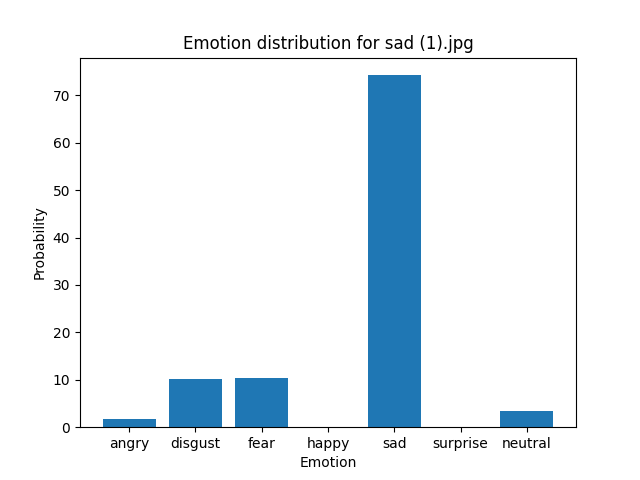 Emotion distribution for sad (1).jpg
Probability
70
60
50
40
30
20
10
0
angry disgust fear happy sad surprise neutral
Emotion